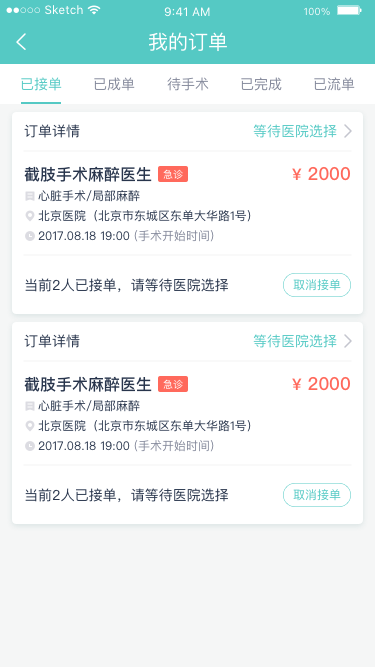 Sketch 9:41 AM 100%
我的订单
已接单 已成单 待手术 已完成 已流单
订单详情 等待医院选择
截肢手术麻醉医生 急诊 ¥ 2000
心脏手术/局部麻醉
北京医院（北京市东城区东单大华路1号）
2017.08.18 19:00 (手术开始时间)
当前2人已接单，请等待医院选择 取消接单
订单详情 等待医院选择
截肢手术麻醉医生 急诊 ¥ 2000
心脏手术/局部麻醉
北京医院（北京市东城区东单大华路1号）
2017.08.18 19:00 (手术开始时间)
当前2人已接单，请等待医院选择 取消接单